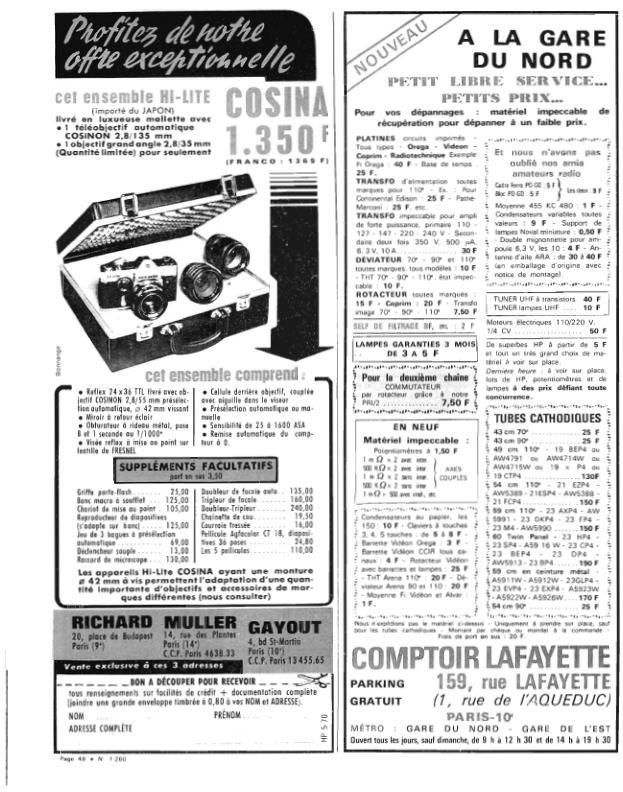 Profitez de notre
offre exceptionnelle
cet ensemble HI-LITE
(importé du JAPON)
livré en luxueuse mallette avec
• 1 téléobjectif automatique
COSINON 2,8/135 mm
• 1 objectif grand angle 2,8/35 mm
(Quantité limitée) pour seulement
COSINA
1.350 F
(FRANCO : 1365 F)
Bonnange
cet ensemble comprend :
• Reflex 24 x 36 TTL livré avec objectif
COSINON 2,8/55 mm présélection
automatique, ø 42 mm vissant
• Miroir à retour éclair
• Obturateur à rideau métal, pose
B et 1 seconde au 1/1000°
• Visée reflex à mise au point sur
lentille de FRESNEL
• Cellule derrière objectif, couplée
avec aiguille dans le viseur
• Présélection automatique ou manuelle
• Sensibilité de 25 à 1600 ASA
• Remise automatique du compteur
à 0.
SUPPLÉMENTS FACULTATIFS
port en sus 3,50
Griffe porte-flash . . . 25,00
Banc macro à soufflet . . 125,00
Chariot de mise au point . 105,00
Reproducteur de diapositives
(s'adapte sur banc) . . . 125,00
Jeu de 3 bagues à présélection
automatique . . . 69,00
Déclencheur souple . . . 13,00
Raccord de microscope . . 130,00
Doubleur de focale auto . 135,00
Tripleur de focale . . . 160,00
Doubleur-Tripleur . . . 240,00
Chaînette de cou . . . 19,50
Courroie tressée . . . 16,00
Pellicule Agfacolor CT 18, diapositives
36 poses . . . 24,80
Les 5 pellicules . . . 110,00
Les appareils Hi-Lite COSINA ayant une monture
ø 42 mm à vis permettent l'adaptation d'une quantité
importante d'objectifs et accessoires de marques
différentes (nous consulter)
RICHARD
20, place de Budapest
Paris (9e)
MULLER
14, rue des Plantes
Paris (14e)
C.C.P. Paris 4638.33
GAYOUT
4, bd St-Martin
Paris (10e)
C.C.P. Paris 13 455.65
Vente exclusive à ces 3 adresses
BON A DÉCOUPER POUR RECEVOIR
tous renseignements sur facilités de crédit + documentation complète
(joindre une grande enveloppe timbrée à 0,80 à vos NOM et ADRESSE).
NOM . . . PRÉNOM . . .
ADRESSE COMPLÈTE
HP 5-70
Page 48 ★ N° 1 260
NOUVEAU
A LA GARE
DU NORD
PETIT LIBRE SERVICE...
PETITS PRIX...
Pour vos dépannages : matériel impeccable de
récupération pour dépanner à un faible prix.
PLATINES circuits imprimés -
Tous types - Orega - Videon -
Coprim - Radiotechnique Exemple
Fi Orega : 40 F - Base de temps :
25 F.
TRANSFO d'alimentation toutes
marques pour 110° - Ex. : Pour
Continental Edison : 25 F - Pathé-
Marconi : 25 F. etc.
TRANSFO impeccable pour ampli
de forte puissance, primaire 110 -
127 - 147 - 220 - 240 V - Secondaire
deux fois 350 V. 500 µA,
6,3 V, 10 A . . . 30 F
DÉVIATEUR 70° - 90° et 110°
toutes marques, tous modèles : 10 F
- THT 70° - 90° - 110°, état impeccable
: 10 F.
ROTACTEUR toutes marques :
15 F - Coprim : 20 F - Transfo
image 70° - 90° - 110° 7,50 F
SELF DE FILTRAGE BF, etc. : 2 F
LAMPES GARANTIES 3 MOIS
DE 3 A 5 F
Pour la deuxième chaîne
COMMUTATEUR
par rotacteur grâce à notre
PRI/2 . . . 7,50 F
EN NEUF
Matériel impeccable :
Potentiomètres à 1,50 F
1 m Ω × 2 avec inter.
500 K Ω × 2 avec inter.
1 m Ω × 2 sans inter.
500 K Ω × 2 sans inter.
AXES
COUPLÉS
1 m Ω - 500 avec indl, etc
Condensateurs au papier, les
150 : 10 F - Claviers à touches
3, 4, 5 touches : de 5 à 8 F -
Barrette Vidéon Orega : 3 F -
Barrette Vidéon CCIR tous canaux
: 4 F - Rotacteur Vidéon
avec barrettes et lampes : 25 F
- THT Arena 110° : 20 F - Déviateur
Arena 90 et 110 : 20 F
- Moyenne Fi Vidéon et Alvar :
1 F.
Et nous n'avons pas
oublié nos amis
amateurs radio
Cadre Ferrox PO-GO : 5 F
Bloc PO-GO : 5 F
Les deux : 9 F
Moyenne 455 KC 480 : 1 F -
Condensateurs variables toutes
valeurs : 9 F - Support de
lampes Noval miniature : 0,50 F
- Double mignonnette pour ampoule
6,3 V, les 10 : 4 F - Antenne
d'aile ARA : de 30 à 40 F
(en emballage d'origine avec
notice de montage).
TUNER UHF à transistors 40 F
TUNER lampes UHF . . . 10 F
Moteurs électriques 110/220 V.
1/4 CV . . . 50 F
De superbes HP à partir de 5 F
et tout un très grand choix de matériel
à voir sur place.
Dernière heure : à voir sur place,
lots de HP, potentiomètres et de
lampes à des prix défiant toute
concurrence.
TUBES CATHODIQUES
43 cm 70° . . . 25 F
43 cm 90° . . . 25 F
49 cm 110° - 19 BEP4 ou
AW4791 ou AW4714W ou
AW4715W ou 19 x P4 ou
19 CTP4 . . . 130F
54 cm 110° - 21 EZP4 -
AW5389 - 21ESP4 - AW5388 -
21 FCP4 . . . 150 F
59 cm 110° - 23 AXP4 - AW
5991 - 23 DKP4 - 23 FP4 -
23 M4 - AW5990 . . . 150 F
60 Twin Panel - 23 HP4 -
23 SP4 - A59 16 W - 23 CP4 -
23 BEP4 - 23 DP4 -
AW5913 - 23 BP4 . . . 190 F
59 cm en ceinture métal
A5911W - A5912W - 23GLP4 -
23 EVP4 - 23 EXP4 - A5923W
- A5922W - A5926W . . . 170 F
54 cm 90° . . . 25 F
Nous n'expédions pas le matériel ci-dessus - Uniquement à prendre sur place, sauf
pour les tubes cathodiques - Montant par chèque ou mandat à la commande -
Frais de port en sus : 20 F
COMPTOIR LAFAYETTE
PARKING
GRATUIT
159, rue LAFAYETTE
(1, rue de l'AQUEDUC)
PARIS-10e
MÉTRO : GARE DU NORD - GARE DE L'EST
Ouvert tous les jours, sauf dimanche, de 9 h à 12 h 30 et de 14 h à 19 h 30